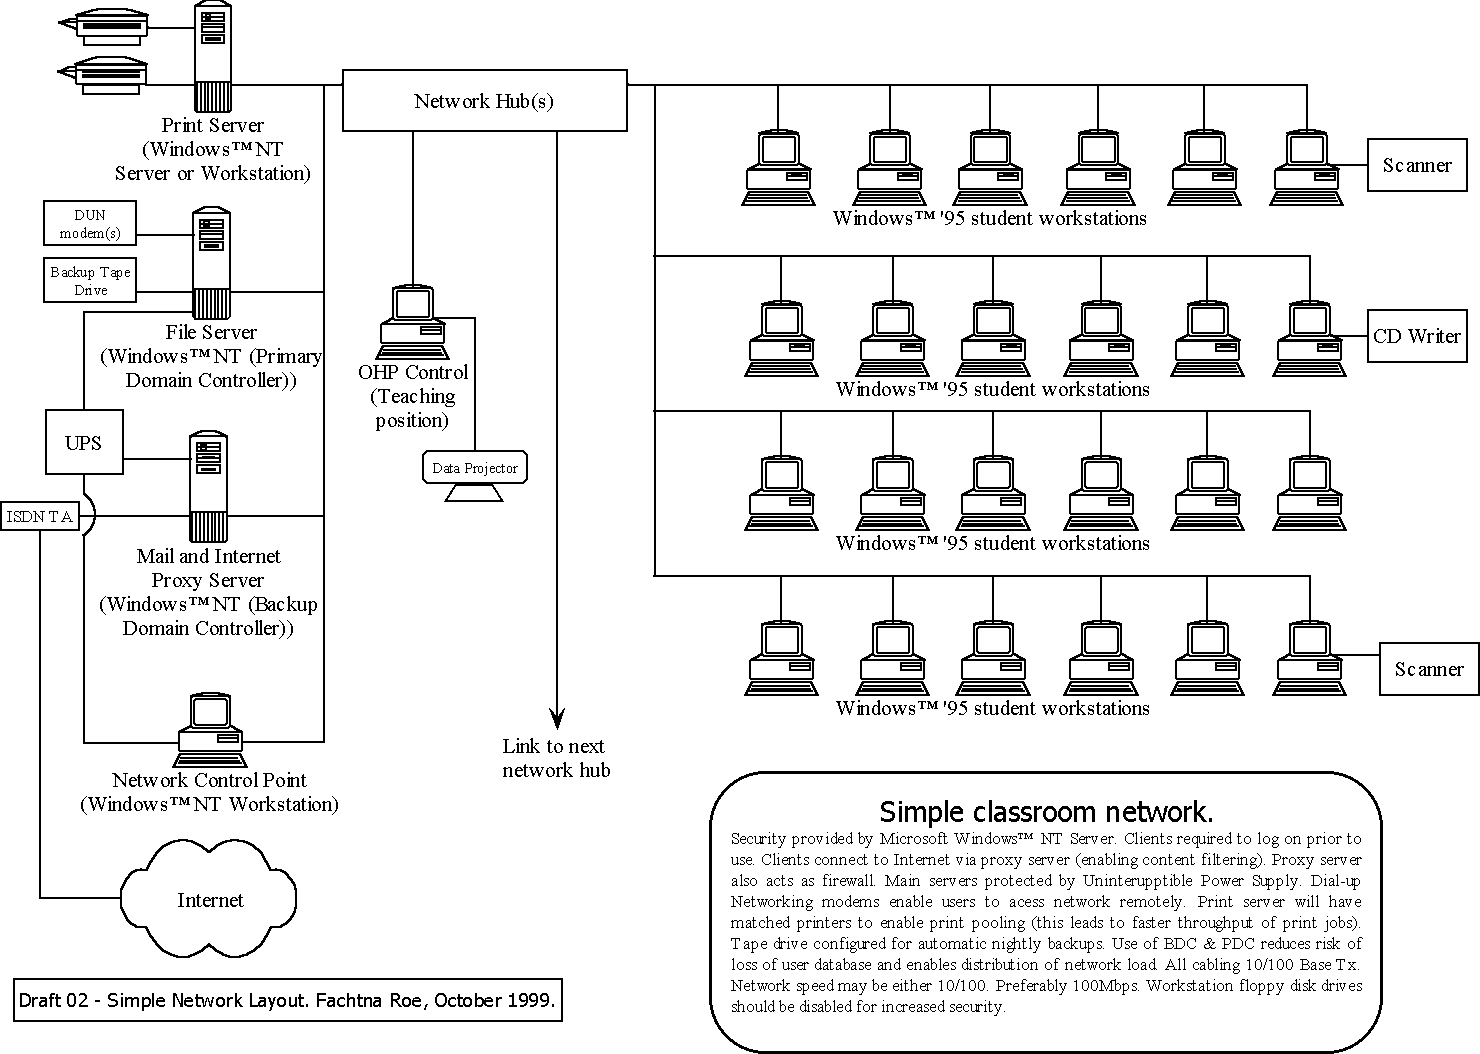 Network Hub(s)
Print Server
(Windows™NT
Server or Workstation)
DUN
modem(s)
Backup Tape
Drive
File Server
(Windows™NT (Primary
Domain Controller))
UPS
ISDN TA
Mail and Internet
Proxy Server
(Windows™NT (Backup
Domain Controller))
Network Control Point
(Windows™NT Workstation)
Internet
OHP Control
(Teaching
position)
Data Projector
Link to next
network hub
Scanner
Windows™ '95 student workstations
CD Writer
Windows™ '95 student workstations
Windows™ '95 student workstations
Scanner
Windows™ '95 student workstations
Simple classroom network.
Security provided by Microsoft Windows™ NT Server. Clients required to log on prior to
use. Clients connect to Internet via proxy server (enabling content filtering). Proxy server
also acts as firewall. Main servers protected by Uninterupptible Power Supply. Dial-up
Networking modems enable users to acess network remotely. Print server will have
matched printers to enable print pooling (this leads to faster throughput of print jobs).
Tape drive configured for automatic nightly backups. Use of BDC & PDC reduces risk of
loss of user database and enables distribution of network load. All cabling 10/100 Base Tx.
Network speed may be either 10/100. Preferably 100Mbps. Workstation floppy disk drives
should be disabled for increased security.
Draft 02 - Simple Network Layout. Fachtna Roe, October 1999.